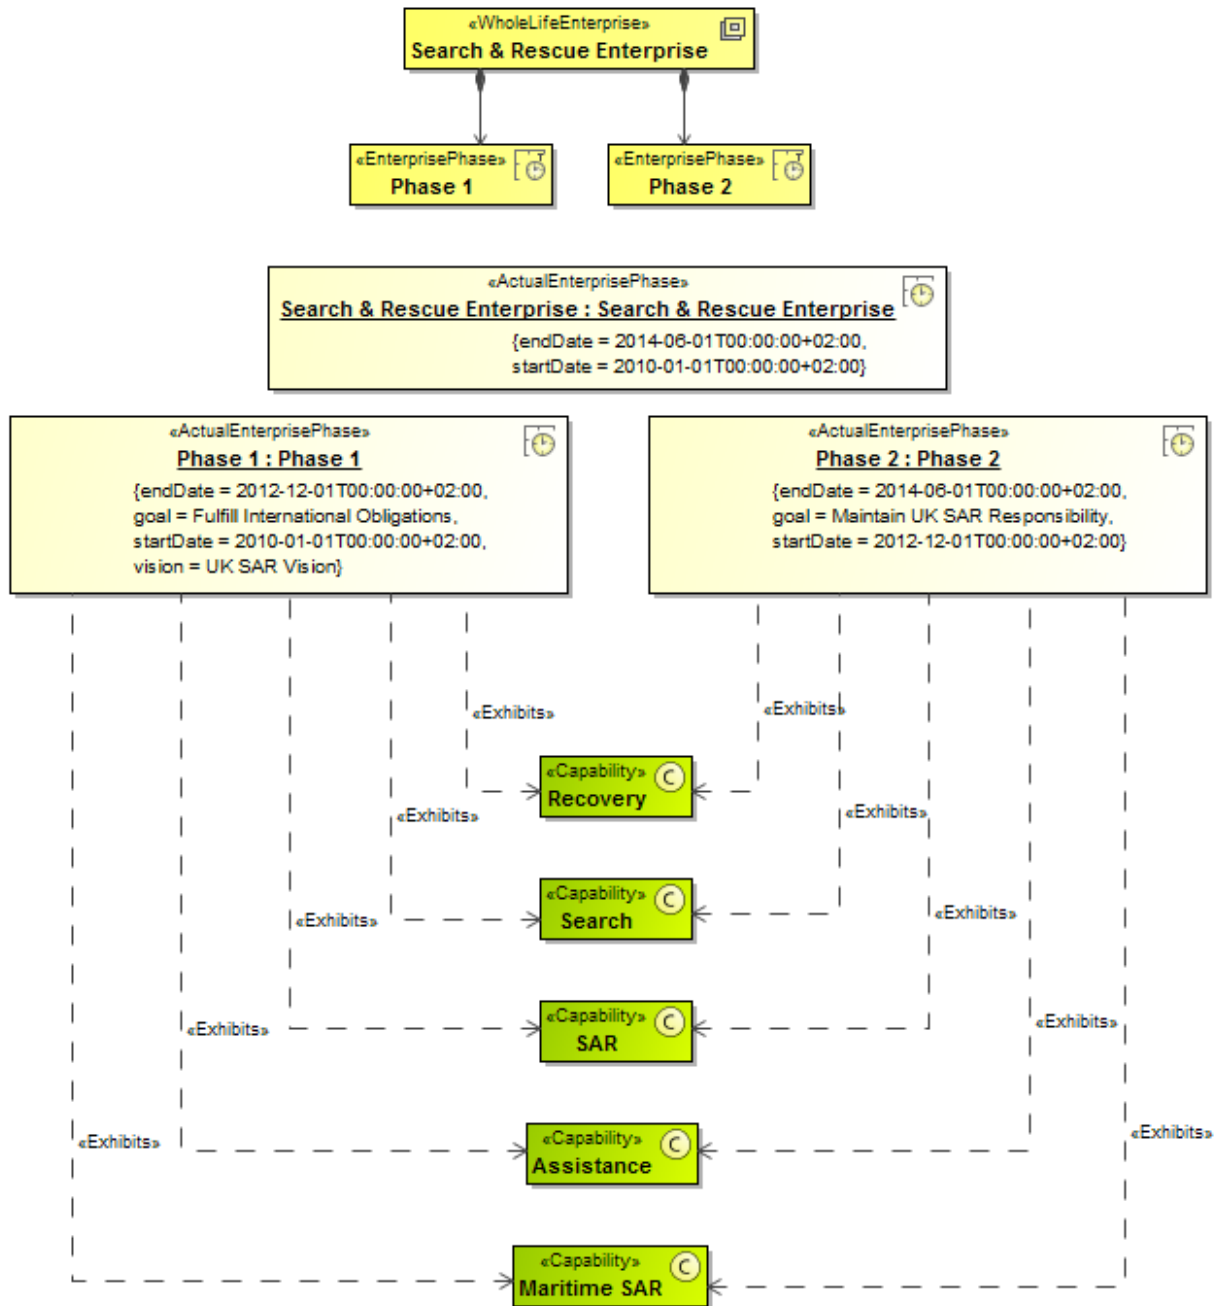 «WholeLifeEnterprise»
Search & Rescue Enterprise
«EnterprisePhase»
Phase 1
«EnterprisePhase»
Phase 2
«ActualEnterprisePhase»
Search & Rescue Enterprise : Search & Rescue Enterprise
{endDate = 2014-06-01T00:00:00+02:00,
startDate = 2010-01-01T00:00:00+02:00}
«ActualEnterprisePhase»
Phase 1 : Phase 1
{endDate = 2012-12-01T00:00:00+02:00,
goal = Fulfill International Obligations,
startDate = 2010-01-01T00:00:00+02:00,
vision = UK SAR Vision}
«ActualEnterprisePhase»
Phase 2 : Phase 2
{endDate = 2014-06-01T00:00:00+02:00,
goal = Maintain UK SAR Responsibility,
startDate = 2012-12-01T00:00:00+02:00}
«Exhibits»
«Exhibits»
«Capability» C
Recovery
«Exhibits»
«Exhibits»
«Capability» C
Search
«Exhibits»
«Exhibits»
«Capability» C
SAR
«Exhibits»
«Exhibits»
«Capability» C
Assistance
«Exhibits»
«Exhibits»
«Capability» C
Maritime SAR